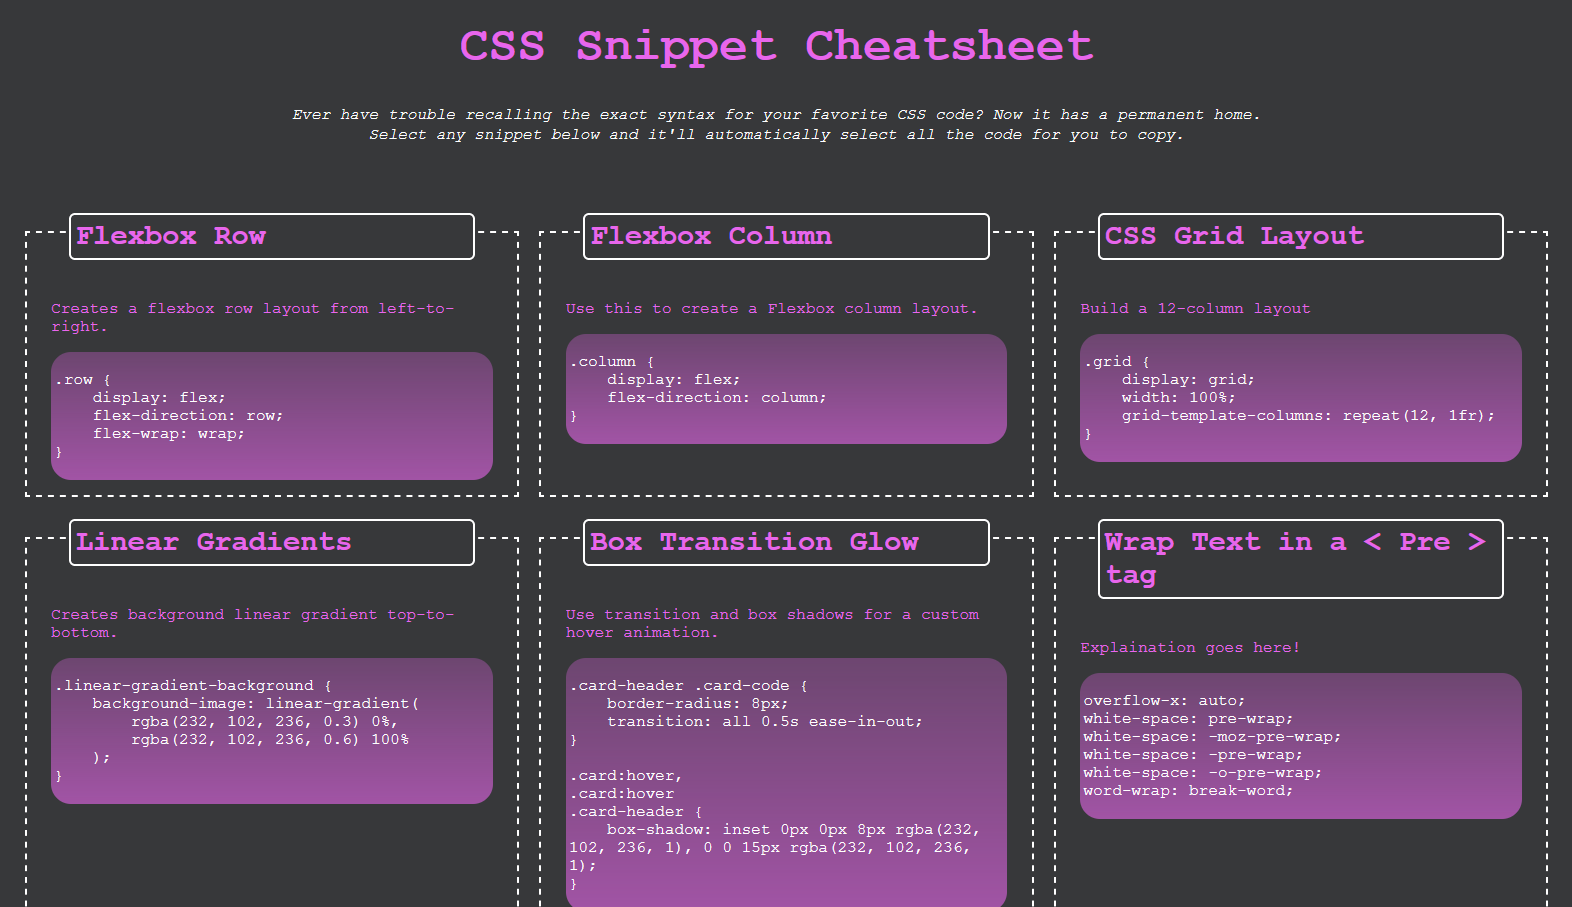 CSS Snippet Cheatsheet
Ever have trouble recalling the exact syntax for your favorite CSS code? Now it has a permanent home.
Select any snippet below and it'll automatically select all the code for you to copy.
Flexbox Row
Creates a flexbox row layout from left-to-
right.
.row {
    display: flex;
    flex-direction: row;
    flex-wrap: wrap;
}
Flexbox Column
Use this to create a Flexbox column layout.
.column {
    display: flex;
    flex-direction: column;
}
CSS Grid Layout
Build a 12-column layout
.grid {
    display: grid;
    width: 100%;
    grid-template-columns: repeat(12, 1fr);
}
Linear Gradients
Creates background linear gradient top-to-
bottom.
.linear-gradient-background {
    background-image: linear-gradient(
        rgba(232, 102, 236, 0.3) 0%,
        rgba(232, 102, 236, 0.6) 100%
    );
}
Box Transition Glow
Use transition and box shadows for a custom
hover animation.
.card-header .card-code {
    border-radius: 8px;
    transition: all 0.5s ease-in-out;
}
.card:hover,
.card:hover
.card-header {
    box-shadow: inset 0px 0px 8px rgba(232,
102, 236, 1), 0 0 15px rgba(232, 102, 236,
1);
}
Wrap Text in a < Pre >
tag
Explaination goes here!
overflow-x: auto;
white-space: pre-wrap;
white-space: -moz-pre-wrap;
white-space: -pre-wrap;
white-space: -o-pre-wrap;
word-wrap: break-word;